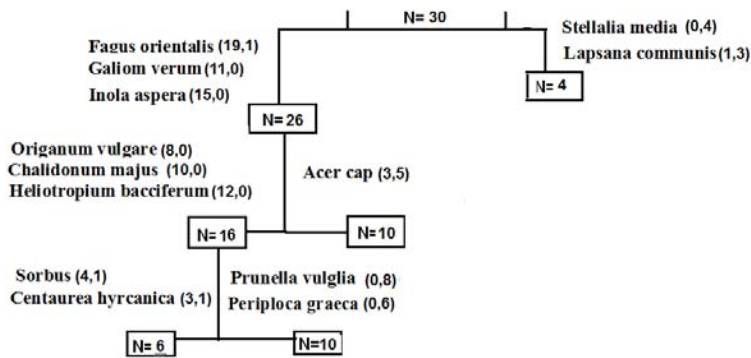 N= 30
Fagus orientalis (19,1)
Galiom verum (11,0)
Inola aspera (15,0)
Stellalia media (0,4)
Lapsana communis (1,3)
N= 4
N= 26
Origanum vulgare (8,0)
Chalidonum majus (10,0)
Heliotropium bacciferum (12,0)
Acer cap (3,5)
N= 16
N= 10
Sorbus (4,1)
Centaurea hyrcanica (3,1)
Prunella vulglia (0,8)
Periploca graeca (0,6)
N= 6
N=10